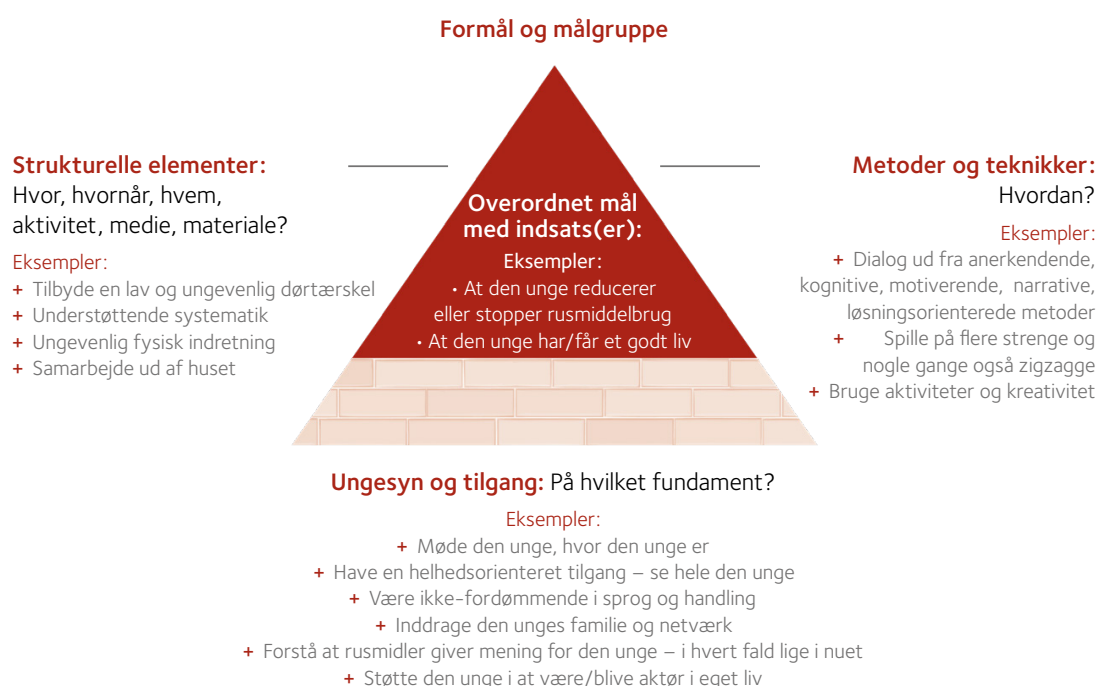 Formål og målgruppe
Strukturelle elementer:
Hvor, hvornår, hvem,
aktivitet, medie, materiale?
Eksempler:
+ Tilbyde en lav og ungevenlig dørtærskel
+ Understøttende systematik
+ Ungevenlig fysisk indretning
+ Samarbejde ud af huset
Overordnet mål
med indsats(er):
Eksempler:
• At den unge reducerer
eller stopper rusmiddelbrug
• At den unge har/får et godt liv
Metoder og teknikker:
Hvordan?
Eksempler:
+ Dialog ud fra anerkendende,
kognitive, motiverende, narrative,
løsningsorienterede metoder
+ Spille på flere strenge og
nogle gange også zigzagge
+ Bruge aktiviteter og kreativitet
Ungesyn og tilgang: På hvilket fundament?
Eksempler:
+ Møde den unge, hvor den unge er
+ Have en helhedsorienteret tilgang – se hele den unge
+ Være ikke-fordømmende i sprog og handling
+ Inddrage den unges familie og netværk
+ Forstå at rusmidler giver mening for den unge – i hvert fald lige i nuet
+ Støtte den unge i at være/blive aktør i eget liv